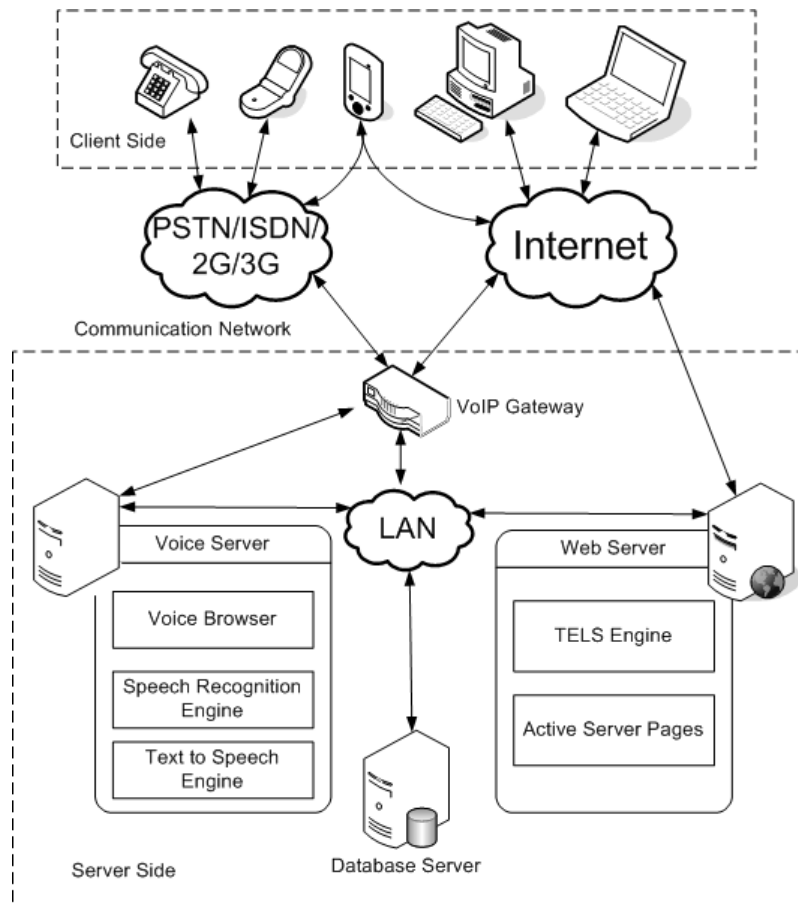 Client Side
PSTN/ISDN/
2G/3G
Internet
Communication Network
VoIP Gateway
LAN
Voice Server
Voice Browser
Speech Recognition
Engine
Text to Speech
Engine
Web Server
TELS Engine
Active Server Pages
Database Server
Server Side